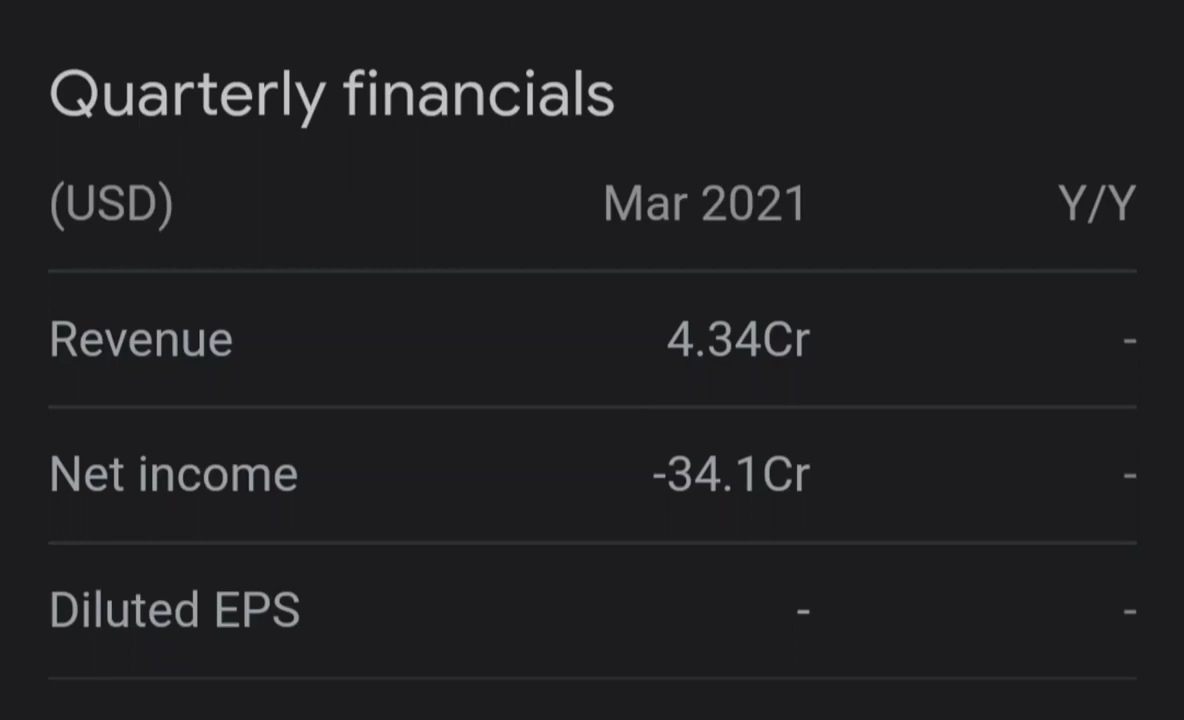 Quarterly financials
(USD) Mar 2021 Y/Y
Revenue 4.34Cr -
Net income -34.1Cr -
Diluted EPS - -